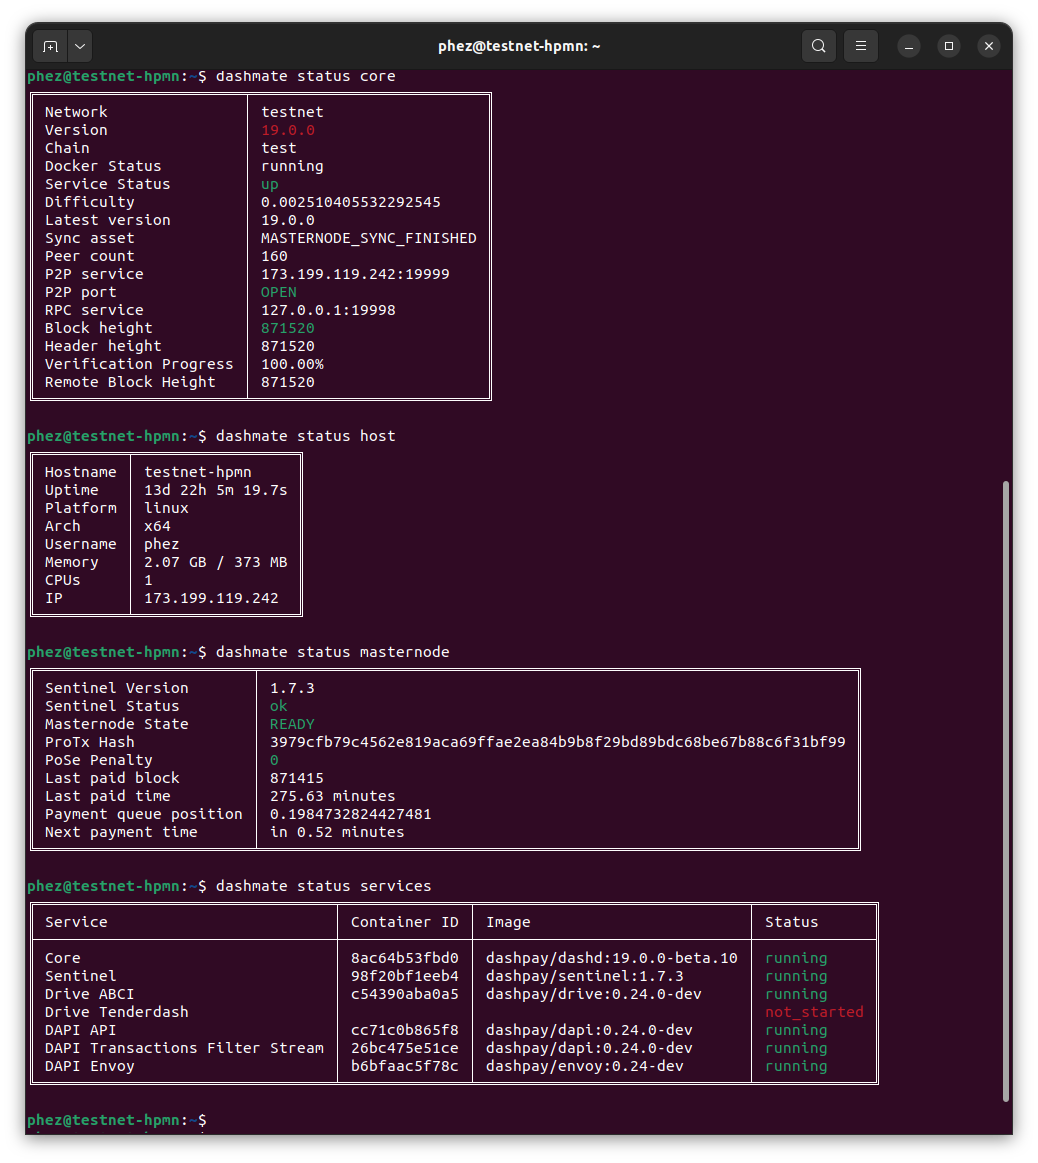 phez@testnet-hpmn: ~
phez@testnet-hpmn:~$ dashmate status core
Network testnet
Version 19.0.0
Chain test
Docker Status running
Service Status up
Difficulty 0.002510405532292545
Latest version 19.0.0
Sync asset MASTERNODE_SYNC_FINISHED
Peer count 160
P2P service 173.199.119.242:19999
P2P port OPEN
RPC service 127.0.0.1:19998
Block height 871520
Header height 871520
Verification Progress 100.00%
Remote Block Height 871520
phez@testnet-hpmn:~$ dashmate status host
Hostname testnet-hpmn
Uptime 13d 22h 5m 19.7s
Platform linux
Arch x64
Username phez
Memory 2.07 GB / 373 MB
CPUs 1
IP 173.199.119.242
phez@testnet-hpmn:~$ dashmate status masternode
Sentinel Version 1.7.3
Sentinel Status ok
Masternode State READY
ProTx Hash 3979cfb79c4562e819aca69ffae2ea84b9b8f29bd89bdc68be67b88c6f31bf99
PoSe Penalty 0
Last paid block 871415
Last paid time 275.63 minutes
Payment queue position 0.1984732824427481
Next payment time in 0.52 minutes
phez@testnet-hpmn:~$ dashmate status services
Service Container ID Image Status
Core 8ac64b53fbd0 dashpay/dashd:19.0.0-beta.10 running
Sentinel 98f20bf1eeb4 dashpay/sentinel:1.7.3 running
Drive ABCI c54390aba0a5 dashpay/drive:0.24.0-dev running
Drive Tenderdash not_started
DAPI API cc71c0b865f8 dashpay/dapi:0.24.0-dev running
DAPI Transactions Filter Stream 26bc475e51ce dashpay/dapi:0.24.0-dev running
DAPI Envoy b6bfaac5f78c dashpay/envoy:0.24-dev running
phez@testnet-hpmn:~$